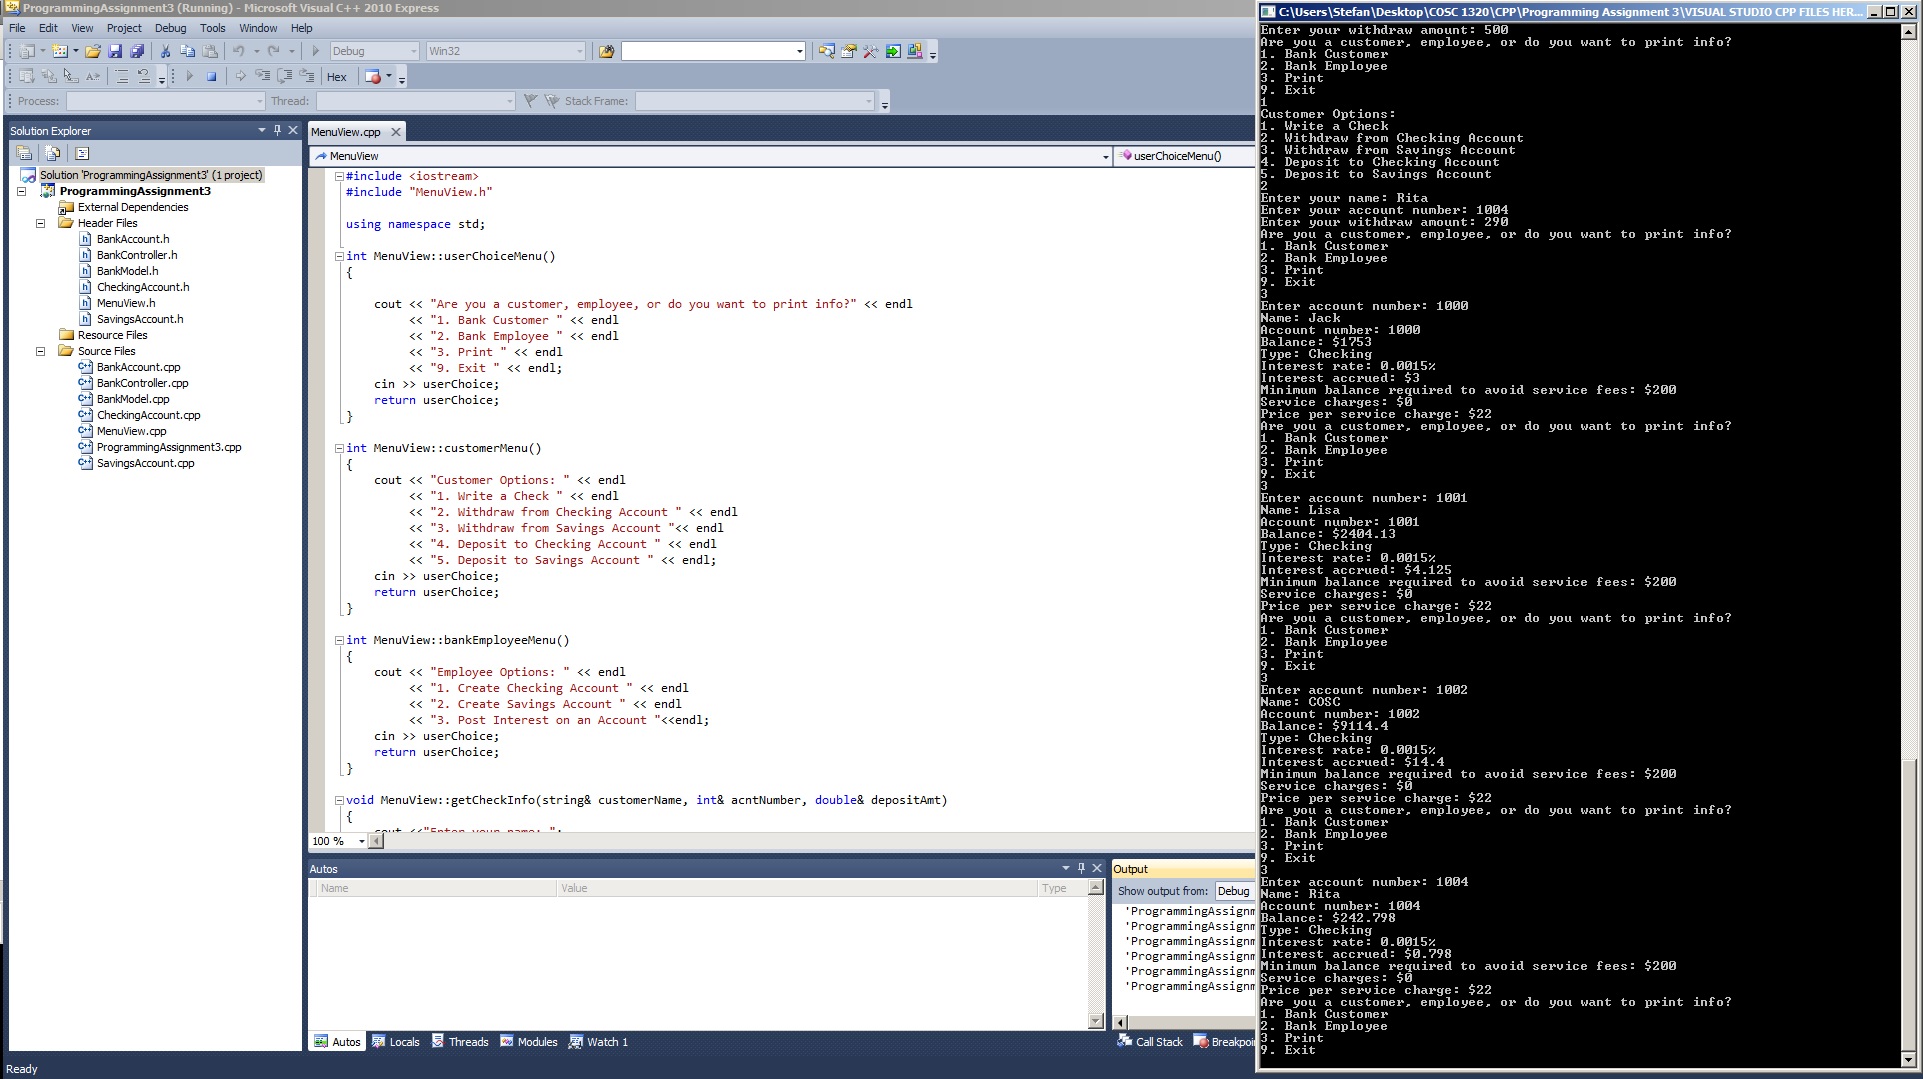 ProgrammingAssignment3 (Running) - Microsoft Visual C++ 2010 Express
File Edit View Project Debug Tools Window Help
Debug Win32
Hex
Process: Thread: Stack Frame:
Solution Explorer
Solution 'ProgrammingAssignment3' (1 project)
ProgrammingAssignment3
External Dependencies
Header Files
BankAccount.h
BankController.h
BankModel.h
CheckingAccount.h
MenuView.h
SavingsAccount.h
Resource Files
Source Files
BankAccount.cpp
BankController.cpp
BankModel.cpp
CheckingAccount.cpp
MenuView.cpp
ProgrammingAssignment3.cpp
SavingsAccount.cpp
MenuView.cpp
MenuView userChoiceMenu()
#include <iostream>
#include "MenuView.h"
using namespace std;
int MenuView::userChoiceMenu()
{
cout << "Are you a customer, employee, or do you want to print info?" << endl
<< "1. Bank Customer " << endl
<< "2. Bank Employee " << endl
<< "3. Print " << endl
<< "9. Exit " << endl;
cin >> userChoice;
return userChoice;
}
int MenuView::customerMenu()
{
cout << "Customer Options: " << endl
<< "1. Write a Check " << endl
<< "2. Withdraw from Checking Account " << endl
<< "3. Withdraw from Savings Account "<< endl
<< "4. Deposit to Checking Account " << endl
<< "5. Deposit to Savings Account " << endl;
cin >> userChoice;
return userChoice;
}
int MenuView::bankEmployeeMenu()
{
cout << "Employee Options: " << endl
<< "1. Create Checking Account " << endl
<< "2. Create Savings Account " << endl
<< "3. Post Interest on an Account "<<endl;
cin >> userChoice;
return userChoice;
}
void MenuView::getCheckInfo(string& customerName, int& acntNumber, double& depositAmt)
{
cout <<"Enter your name: ";
100 %
Autos
Name Value Type
Autos Locals Threads Modules Watch 1
Output
Show output from: Debug
'ProgrammingAssignm
'ProgrammingAssignm
'ProgrammingAssignm
'ProgrammingAssignm
'ProgrammingAssignm
'ProgrammingAssignm
Call Stack Breakpoi
Ready
C:\Users\Stefan\Desktop\COSC 1320\CPP\Programming Assignment 3\VISUAL STUDIO CPP FILES HER...
Enter your withdraw amount: 500
Are you a customer, employee, or do you want to print info?
1. Bank Customer
2. Bank Employee
3. Print
9. Exit
1
Customer Options:
1. Write a Check
2. Withdraw from Checking Account
3. Withdraw from Savings Account
4. Deposit to Checking Account
5. Deposit to Savings Account
2
Enter your name: Rita
Enter your account number: 1004
Enter your withdraw amount: 290
Are you a customer, employee, or do you want to print info?
1. Bank Customer
2. Bank Employee
3. Print
9. Exit
3
Enter account number: 1000
Name: Jack
Account number: 1000
Balance: $1753
Type: Checking
Interest rate: 0.0015%
Interest accrued: $3
Minimum balance required to avoid service fees: $200
Service charges: $0
Price per service charge: $22
Are you a customer, employee, or do you want to print info?
1. Bank Customer
2. Bank Employee
3. Print
9. Exit
3
Enter account number: 1001
Name: Lisa
Account number: 1001
Balance: $2404.13
Type: Checking
Interest rate: 0.0015%
Interest accrued: $4.125
Minimum balance required to avoid service fees: $200
Service charges: $0
Price per service charge: $22
Are you a customer, employee, or do you want to print info?
1. Bank Customer
2. Bank Employee
3. Print
9. Exit
3
Enter account number: 1002
Name: COSC
Account number: 1002
Balance: $9114.4
Type: Checking
Interest rate: 0.0015%
Interest accrued: $14.4
Minimum balance required to avoid service fees: $200
Service charges: $0
Price per service charge: $22
Are you a customer, employee, or do you want to print info?
1. Bank Customer
2. Bank Employee
3. Print
9. Exit
3
Enter account number: 1004
Name: Rita
Account number: 1004
Balance: $242.798
Type: Checking
Interest rate: 0.0015%
Interest accrued: $0.798
Minimum balance required to avoid service fees: $200
Service charges: $0
Price per service charge: $22
Are you a customer, employee, or do you want to print info?
1. Bank Customer
2. Bank Employee
3. Print
9. Exit